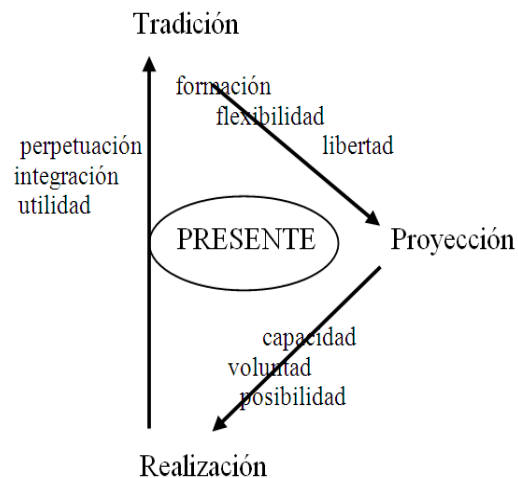 Tradición
formación
flexibilidad
libertad
perpetuación
integración
utilidad
PRESENTE
Proyección
capacidad
voluntad
posibilidad
Realización